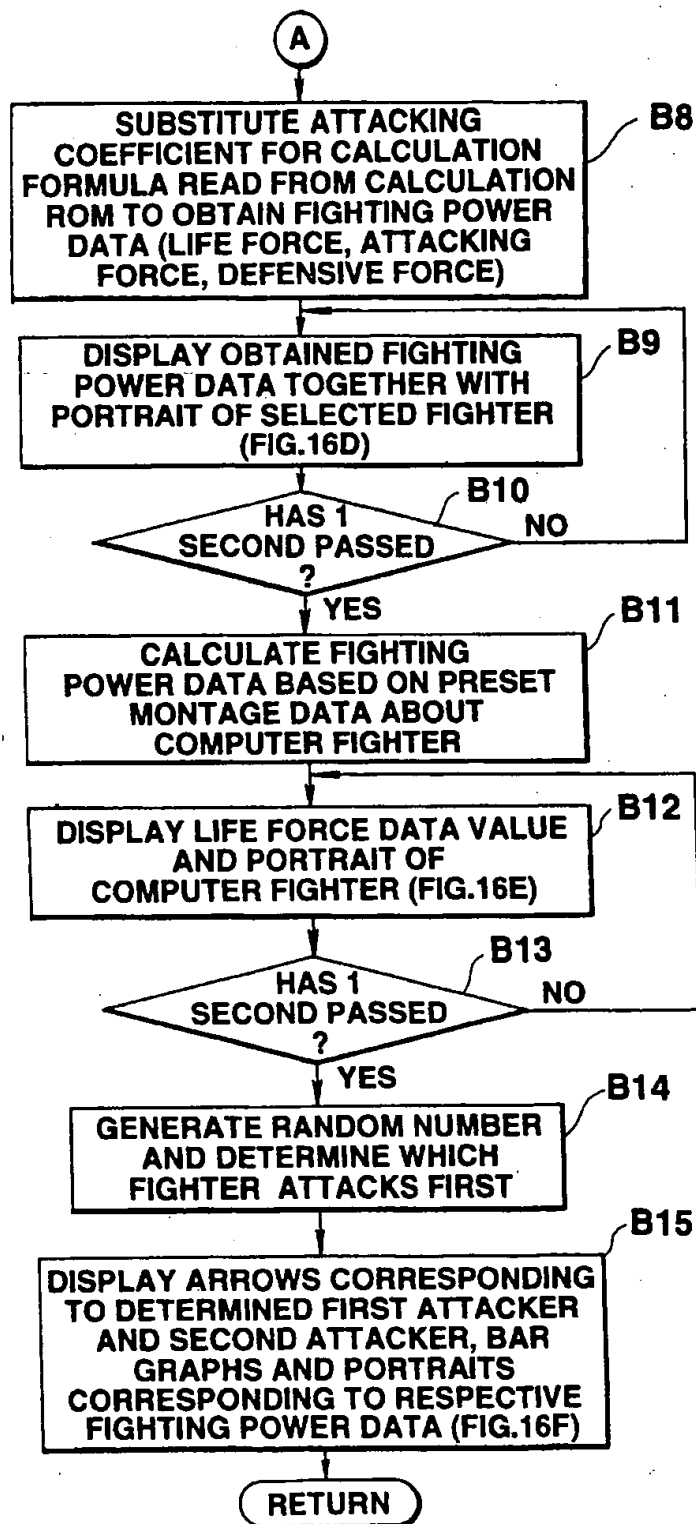 A
SUBSTITUTE ATTACKING
COEFFICIENT FOR CALCULATION
FORMULA READ FROM CALCULATION
ROM TO OBTAIN FIGHTING POWER
DATA (LIFE FORCE, ATTACKING
FORCE, DEFENSIVE FORCE)
B8
DISPLAY OBTAINED FIGHTING
POWER DATA TOGETHER WITH
PORTRAIT OF SELECTED FIGHTER
(FIG.16D)
B9
HAS 1
SECOND PASSED
?
B10
NO
YES
CALCULATE FIGHTING
POWER DATA BASED ON PRESET
MONTAGE DATA ABOUT
COMPUTER FIGHTER
B11
DISPLAY LIFE FORCE DATA VALUE
AND PORTRAIT OF
COMPUTER FIGHTER (FIG.16E)
B12
HAS 1
SECOND PASSED
?
B13
NO
YES
GENERATE RANDOM NUMBER
AND DETERMINE WHICH
FIGHTER ATTACKS FIRST
B14
DISPLAY ARROWS CORRESPONDING
TO DETERMINED FIRST ATTACKER
AND SECOND ATTACKER, BAR
GRAPHS AND PORTRAITS
CORRESPONDING TO RESPECTIVE
FIGHTING POWER DATA (FIG.16F)
B15
RETURN